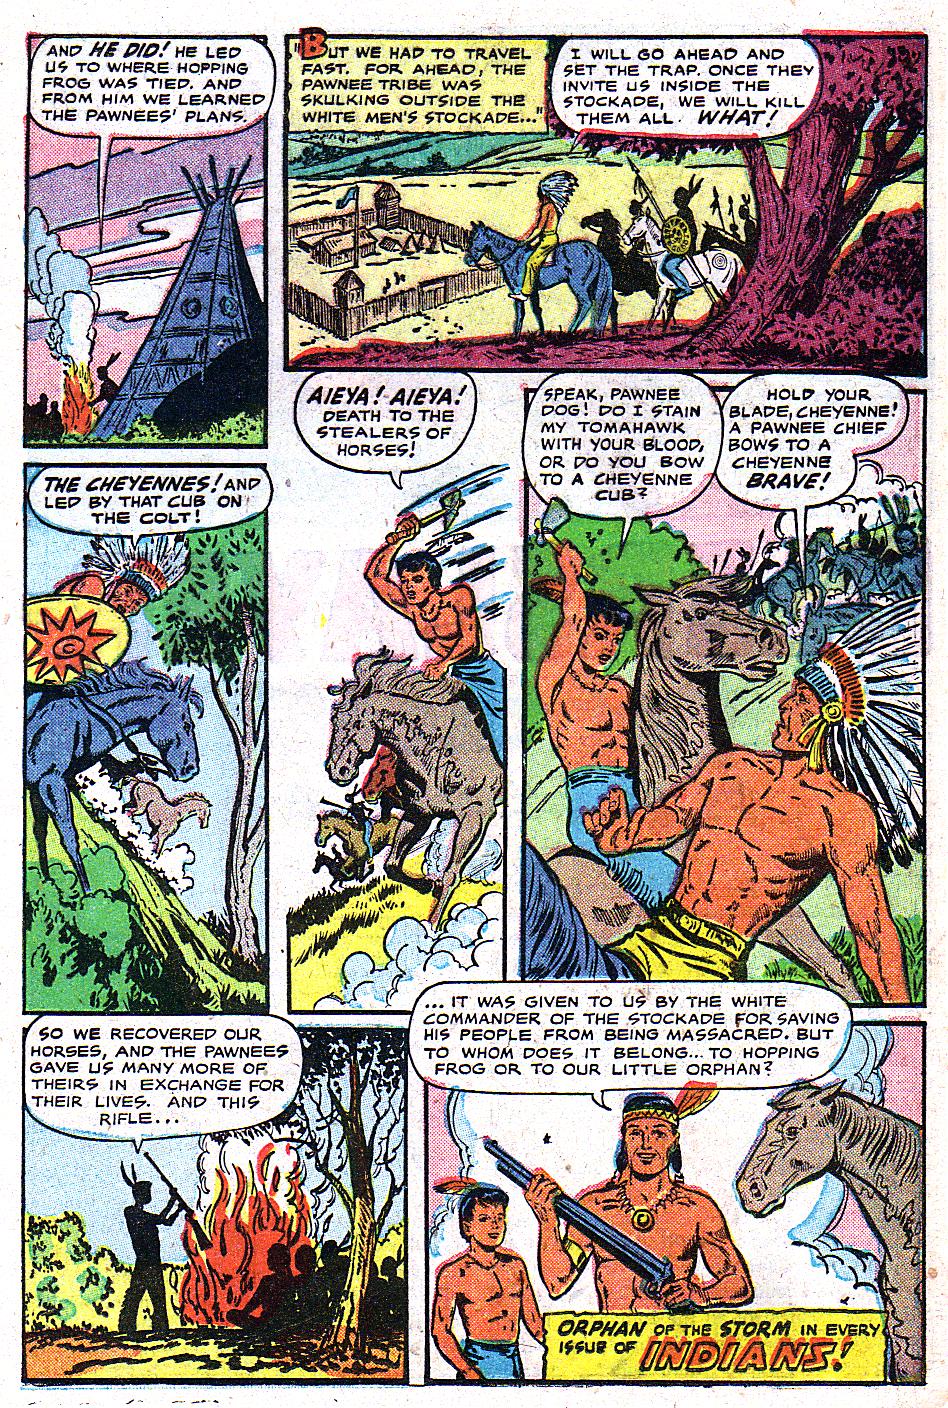 AND HE DID! HE LED
US TO WHERE HOPPING
FROG WAS TIED. AND
FROM HIM WE LEARNED
THE PAWNEES' PLANS.
"BUT WE HAD TO TRAVEL
FAST. FOR AHEAD, THE
PAWNEE TRIBE WAS
SKULKING OUTSIDE THE
WHITE MEN'S STOCKADE..."
I WILL GO AHEAD AND
SET THE TRAP. ONCE THEY
INVITE US INSIDE THE
STOCKADE, WE WILL KILL
THEM ALL. WHAT!
THE CHEYENNES! AND
LED BY THAT CUB ON
THE COLT!
AIEYA! AIEYA!
DEATH TO THE
STEALERS OF
HORSES!
SPEAK, PAWNEE
DOG! DO I STAIN
MY TOMAHAWK
WITH YOUR BLOOD,
OR DO YOU BOW
TO A CHEYENNE
CUB?
HOLD YOUR
BLADE, CHEYENNE!
A PAWNEE CHIEF
BOWS TO A
CHEYENNE
BRAVE!
SO WE RECOVERED OUR
HORSES, AND THE PAWNEES
GAVE US MANY MORE OF
THEIRS IN EXCHANGE FOR
THEIR LIVES. AND THIS
RIFLE...
... IT WAS GIVEN TO US BY THE WHITE
COMMANDER OF THE STOCKADE FOR SAVING
HIS PEOPLE FROM BEING MASSACRED. BUT
TO WHOM DOES IT BELONG... TO HOPPING
FROG OR TO OUR LITTLE ORPHAN?
ORPHAN OF THE STORM IN EVERY
ISSUE OF INDIANS!